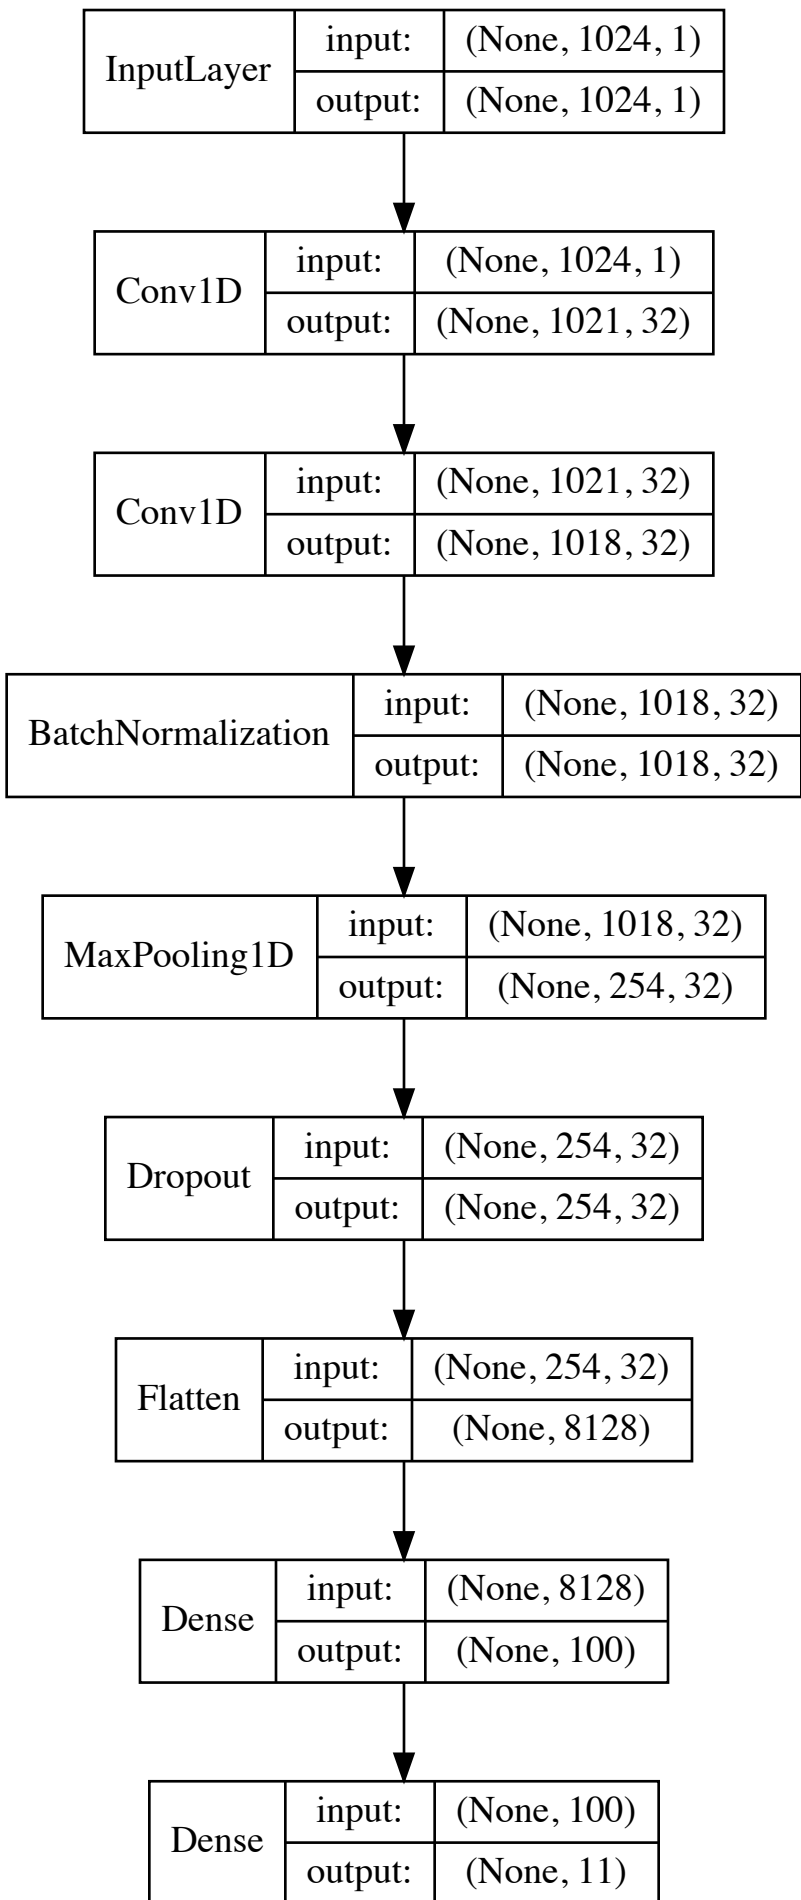 InputLayer
input: (None, 1024, 1)
output: (None, 1024, 1)
Conv1D
input: (None, 1024, 1)
output: (None, 1021, 32)
Conv1D
input: (None, 1021, 32)
output: (None, 1018, 32)
BatchNormalization
input: (None, 1018, 32)
output: (None, 1018, 32)
MaxPooling1D
input: (None, 1018, 32)
output: (None, 254, 32)
Dropout
input: (None, 254, 32)
output: (None, 254, 32)
Flatten
input: (None, 254, 32)
output: (None, 8128)
Dense
input: (None, 8128)
output: (None, 100)
Dense
input: (None, 100)
output: (None, 11)